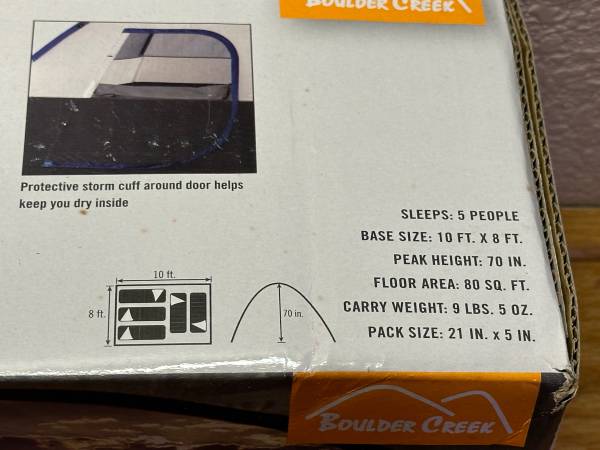 BOULDER CREEK
Protective storm cuff around door helps
keep you dry inside
SLEEPS: 5 PEOPLE
BASE SIZE: 10 FT. X 8 FT.
PEAK HEIGHT: 70 IN.
FLOOR AREA: 80 SQ. FT.
CARRY WEIGHT: 9 LBS. 5 OZ.
PACK SIZE: 21 IN. x 5 IN.
10 ft.
8 ft.
70 in.
BOULDER CREEK